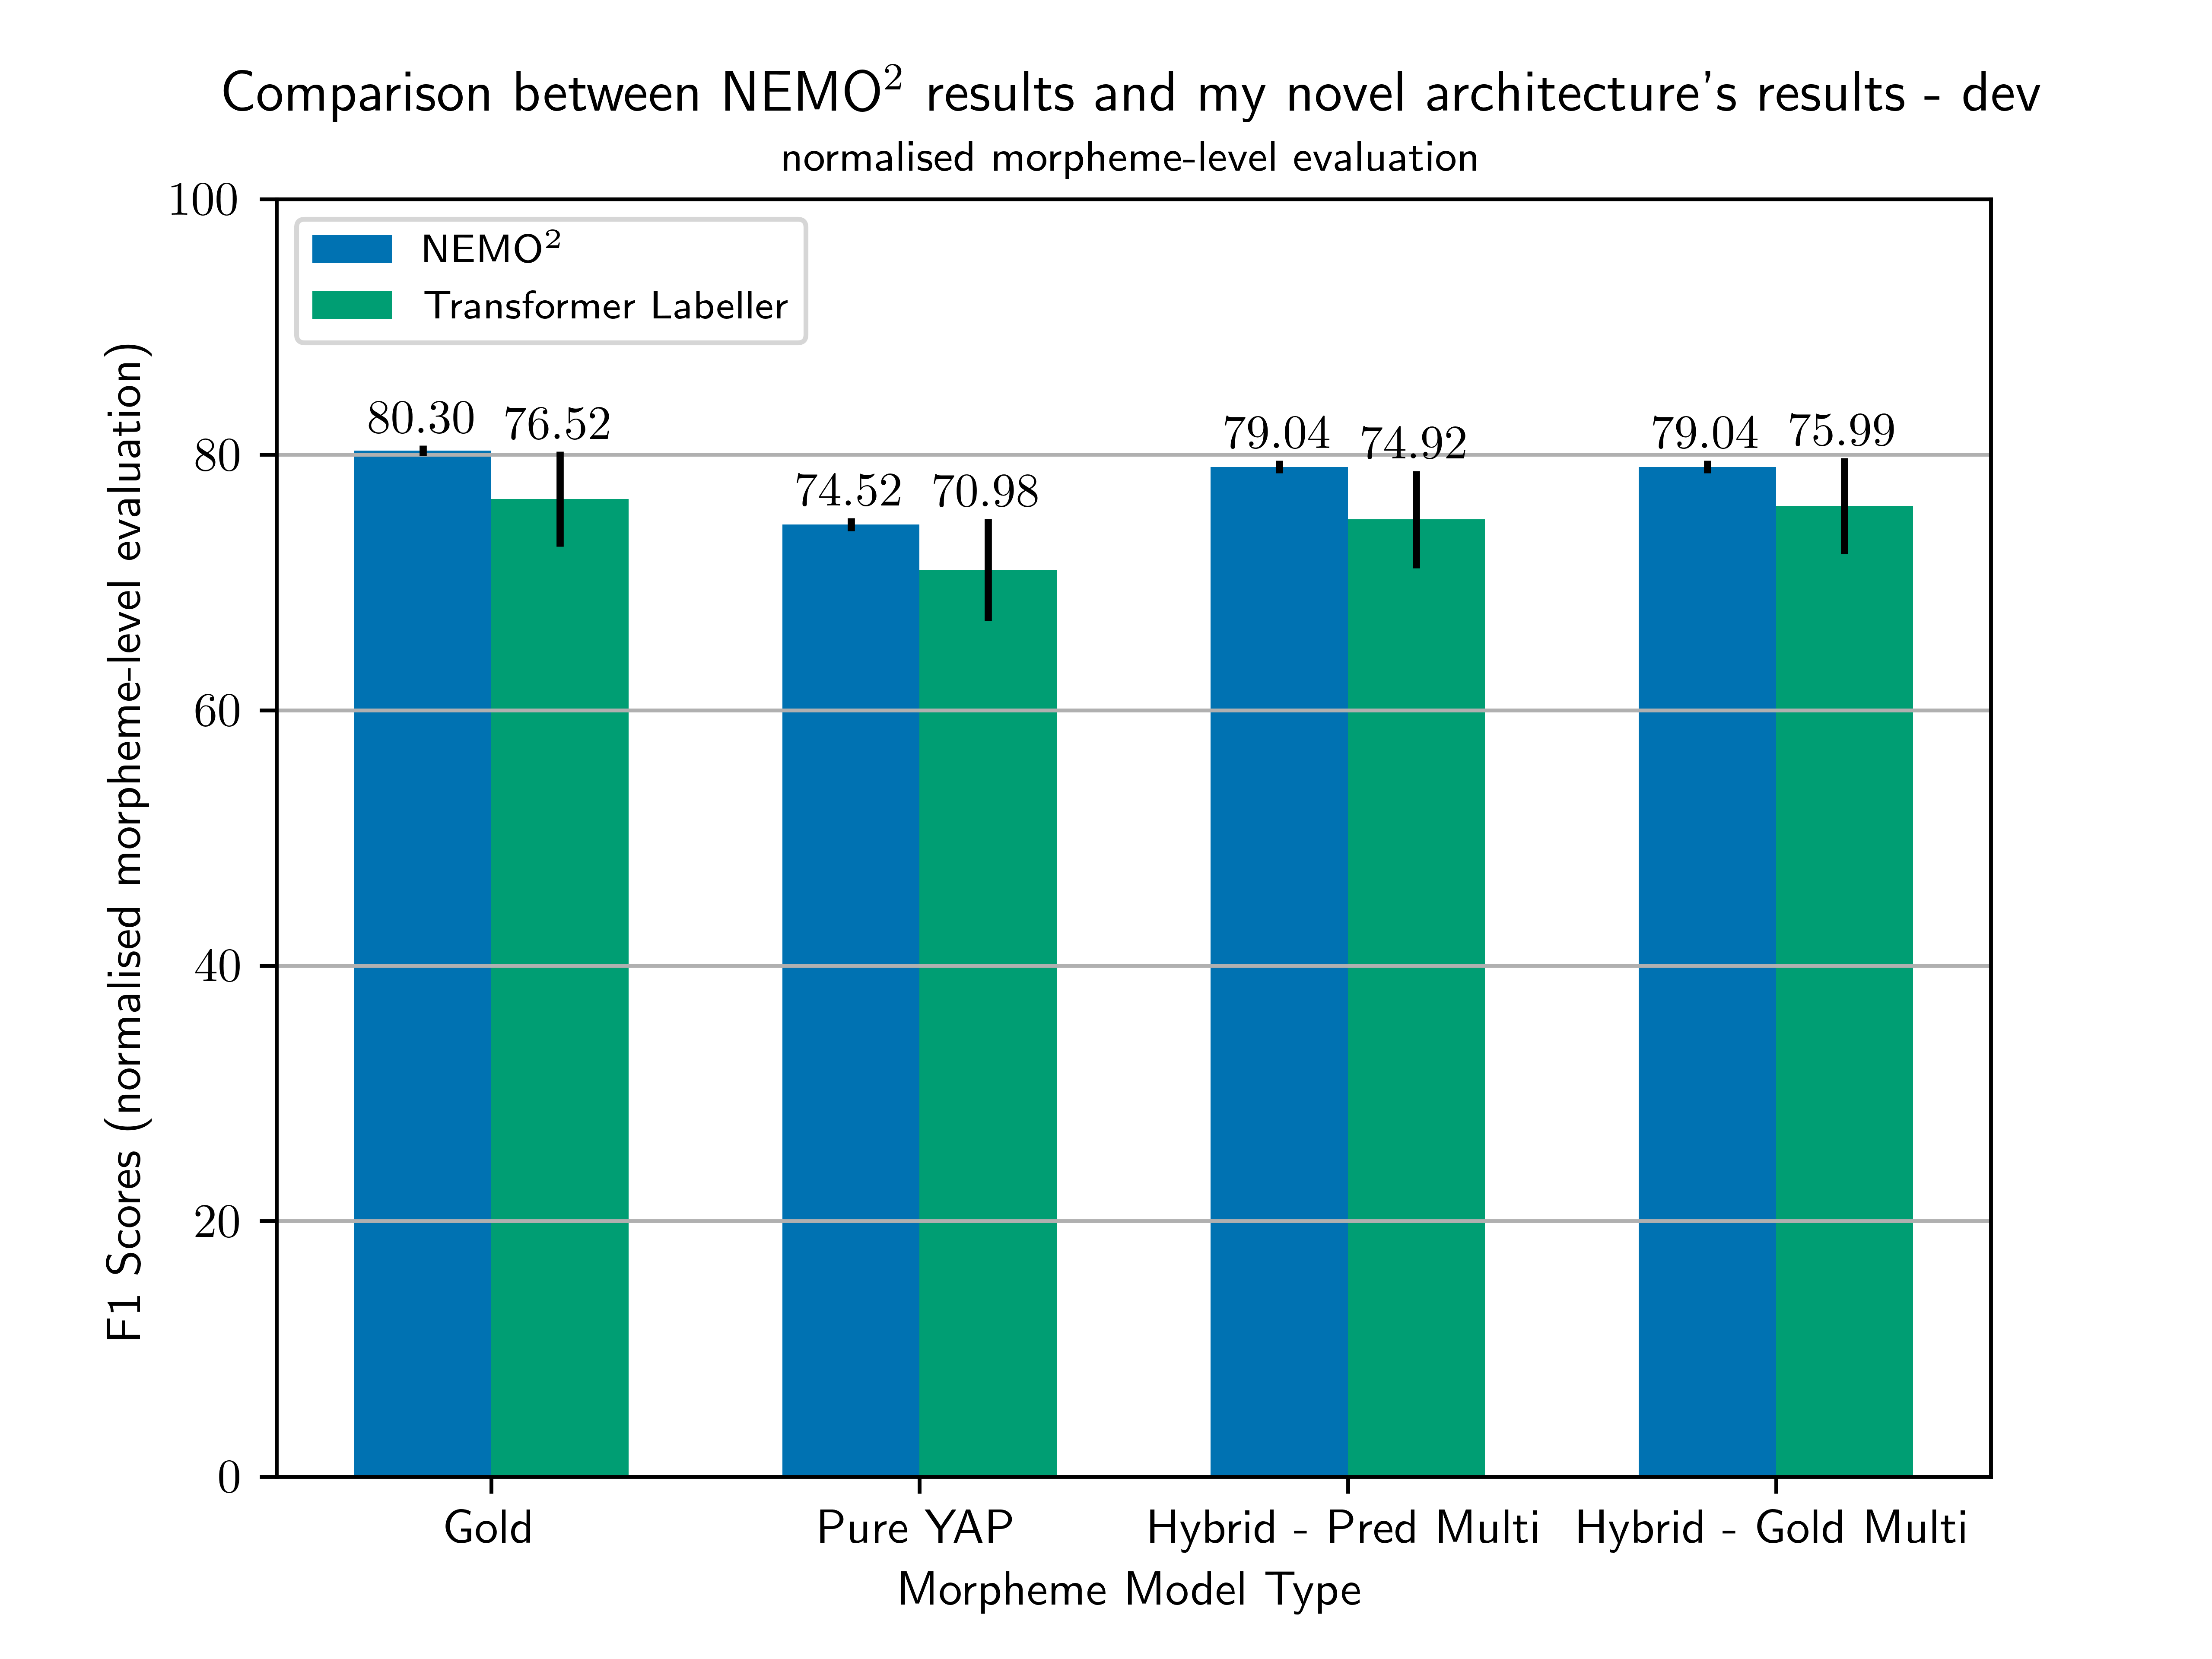 Comparison between NEMO² results and my novel architecture's results - dev
normalised morpheme-level evaluation
F1 Scores (normalised morpheme-level evaluation)
100
80
60
40
20
0
NEMO²
Transformer Labeller
80.30 76.52
74.52 70.98
79.04 74.92
79.04 75.99
Gold Pure YAP Hybrid - Pred Multi Hybrid - Gold Multi
Morpheme Model Type